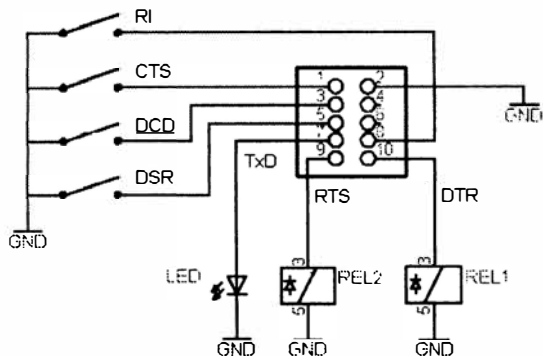 RI
CTS
DCD
DSR
GND
1 2
3 4
5 6
7 8
9 10
GND
TxD
RTS
DTR
LED
3
REL2
3
REL1
5
5
GND
GND
GND